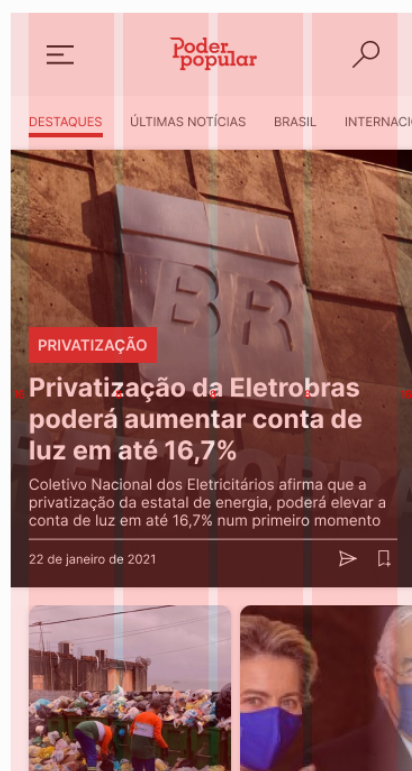 Poder
popular
DESTAQUES ÚLTIMAS NOTÍCIAS BRASIL INTERNACI
BR
PRIVATIZAÇÃO
Privatização da Eletrobras
poderá aumentar conta de
luz em até 16,7%
Coletivo Nacional dos Eletricitários afirma que a
privatização da estatal de energia, poderá elevar a
conta de luz em até 16,7% num primeiro momento
22 de janeiro de 2021